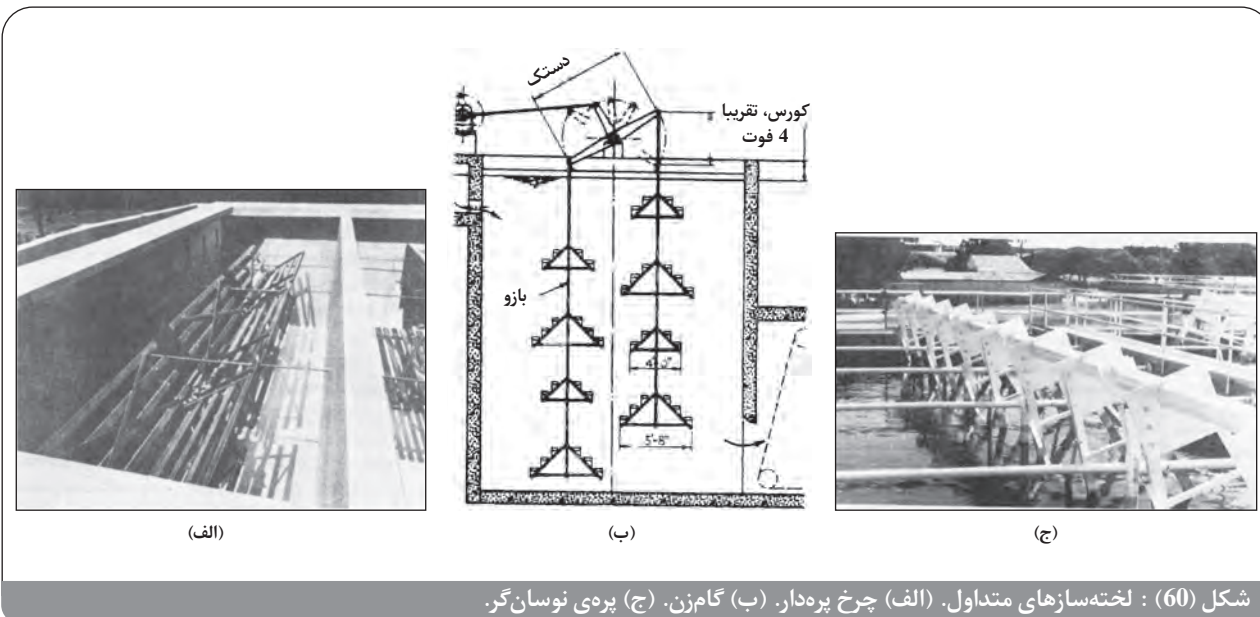 دستک
کورس، تقریبا
4 فوت
بازو
4'-3"
5'-8"
(الف)
(ب)
(ج)
شکل (60) : لخته‌سازهای متداول. (الف) چرخ پره‌دار. (ب) گام‌زن. (ج) پره‌ی نوسان‌گر.